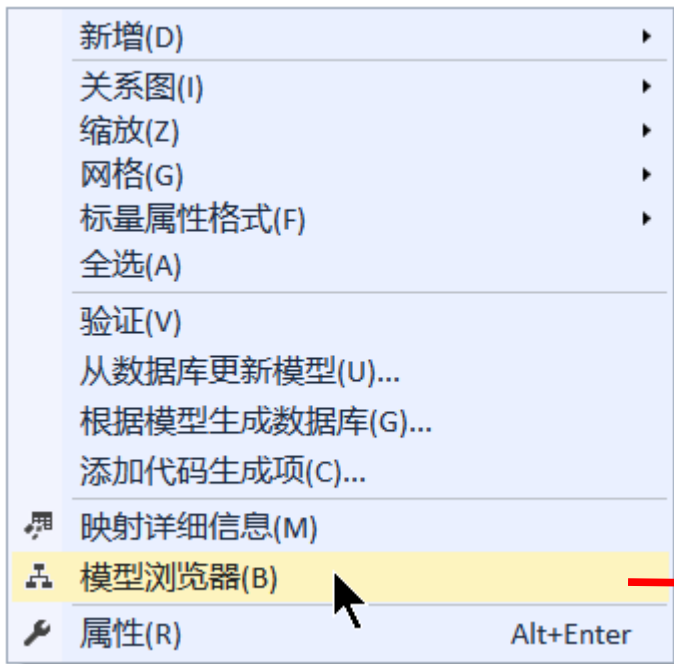 新增(D)
关系图(I)
缩放(Z)
网格(G)
标量属性格式(F)
全选(A)
验证(V)
从数据库更新模型(U)...
根据模型生成数据库(G)...
添加代码生成项(C)...
映射详细信息(M)
模型浏览器(B)
属性(R) Alt+Enter